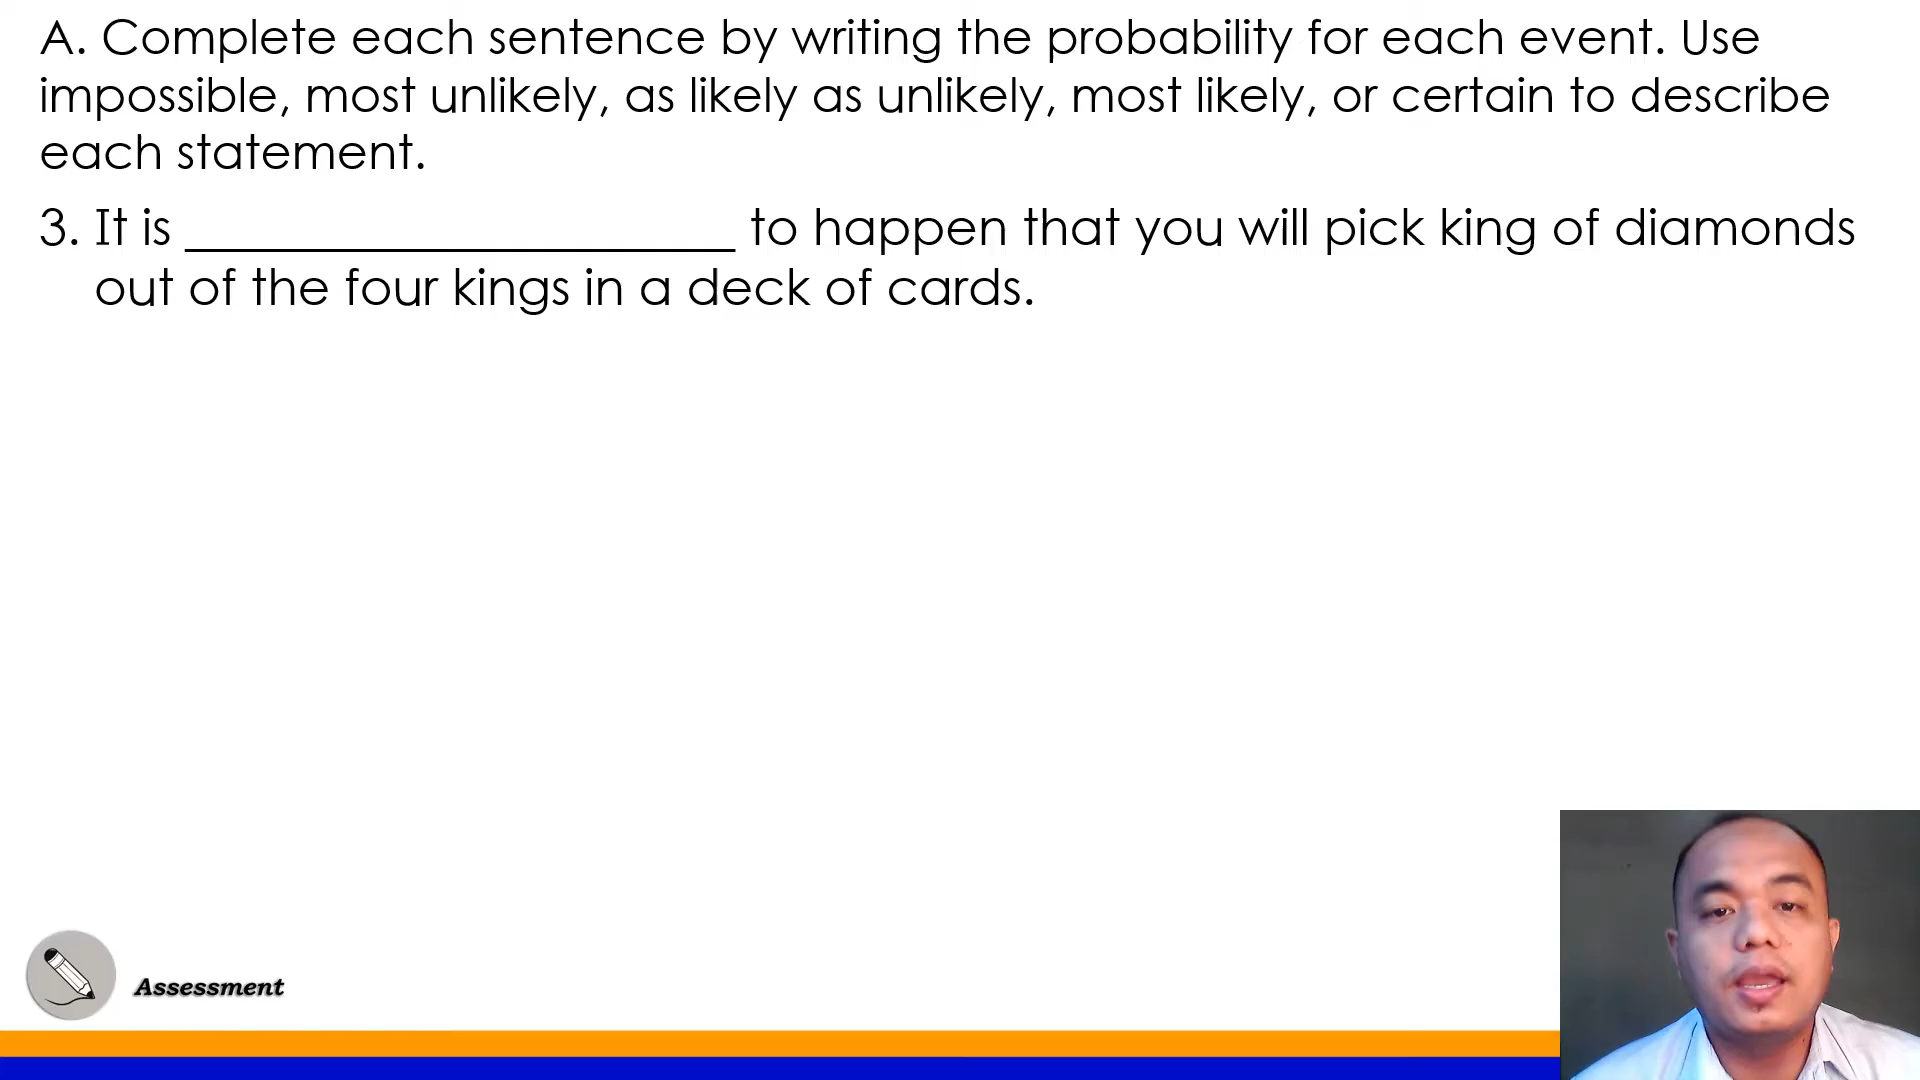 A. Complete each sentence by writing the probability for each event. Use
impossible, most unlikely, as likely as unlikely, most likely, or certain to describe
each statement.
3. It is ______________________ to happen that you will pick king of diamonds
out of the four kings in a deck of cards.
Assessment